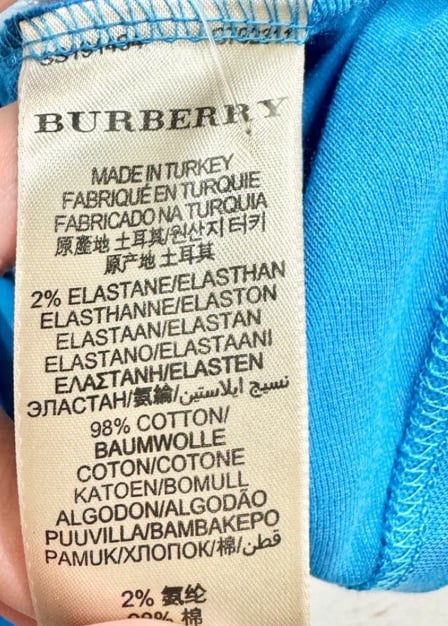 BURBERRY
MADE IN TURKEY
FABRIQUÉ EN TURQUIE
FABRICADO NA TURQUIA
原產地 土耳其/원산지 터키
原产地 土耳其
2% ELASTANE/ELASTHAN
ELASTHANNE/ELASTON
ELASTAAN/ELASTAN
ELASTANO/ELASTAANI
ΕΛΑΣΤΑΝΗ/ELASTEN
ЭЛАСТАН/氨綸/نسيج ايلاستين
98% COTTON/
BAUMWOLLE
COTON/COTONE
KATOEN/BOMULL
ALGODON/ALGODÃO
PUUVILLA/ΒΑΜΒΑΚΕΡΟ
PAMUK/ХЛОПОК/棉/قطن
2% 氨纶
98% 棉